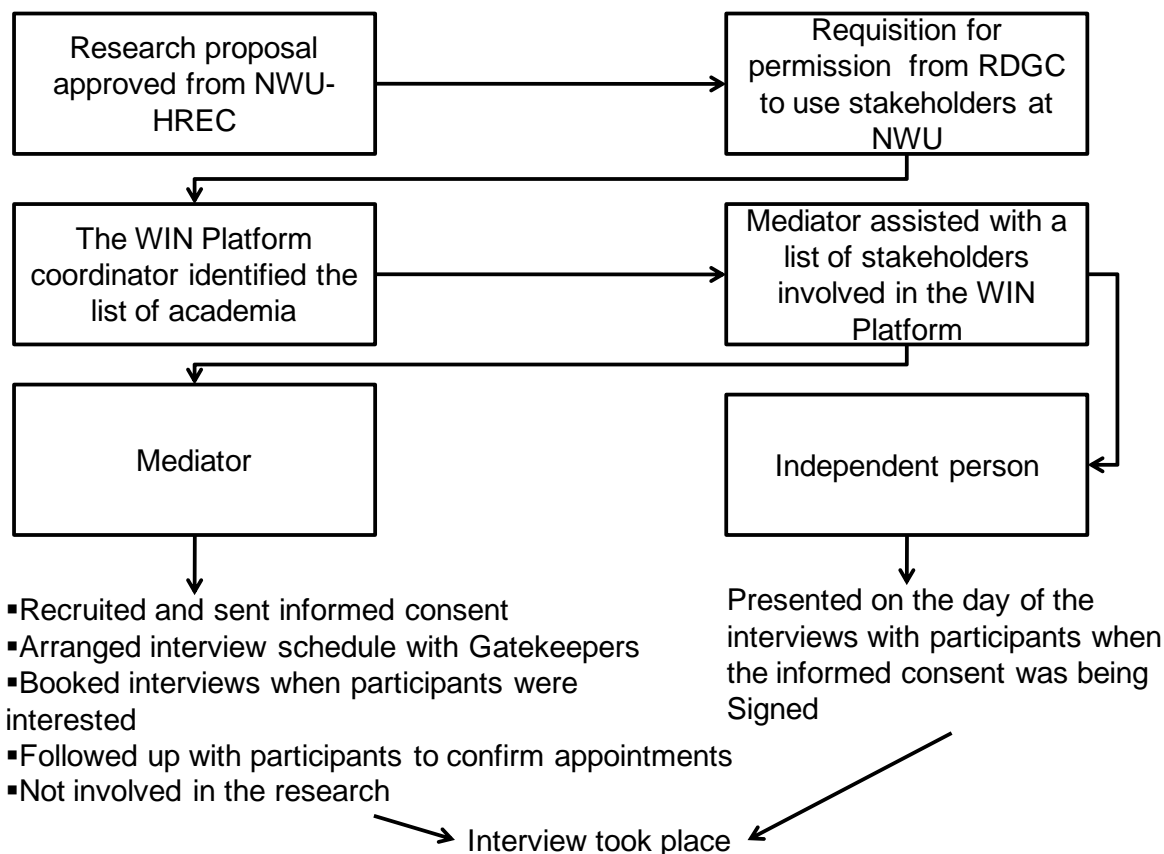 Research proposal
approved from NWU-
HREC
Requisition for
permission from RDGC
to use stakeholders at
NWU
The WIN Platform
coordinator identified the
list of academia
Mediator assisted with a
list of stakeholders
involved in the WIN
Platform
Mediator
Independent person
▪Recruited and sent informed consent
▪Arranged interview schedule with Gatekeepers
▪Booked interviews when participants were
interested
▪Followed up with participants to confirm appointments
▪Not involved in the research
Presented on the day of the
interviews with participants when
the informed consent was being
Signed
Interview took place